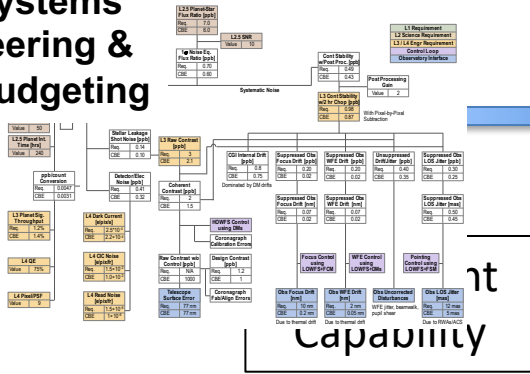 ystems
eering &
udgeting
L2.5 Planet-Star
Flux Ratio [ppb]
Req. 7.0
CBE 6.0
L2.5 SNR
Value 10
Noise Eq.
Flux Ratio [ppb]
Req. 0.70
CBE 0.60
Systematic Noise
L1 Requirement
L2 Science Requirement
L3 / L4 Engr Requirement
Control Loop
Observatory Interface
Cont Stability
w/Post Proc. [ppb]
Req. 0.49
CBE 0.43
Post Processing
Gain
Value 2
L3 Cont Stability
w/2 hr Chop [ppb]
Req. 0.98
CBE 0.87
With Pixel-by-Pixel
Subtraction
Value 50
L2.5 Planet Int.
Time [hrs]
Value 240
Stellar Leakage
Shot Noise [ppb]
Req. 0.14
CBE 0.10
L3 Raw Contrast
[ppb]
Req. 3
CBE 2.1
CGI Internal Drift
[ppb]
Req. 0.8
CBE 0.75
Dominated by DM drifts
Suppressed Obs
Focus Drift [ppb]
Req. 0.20
CBE 0.02
Suppressed Obs
WFE Drift [ppb]
Req. 0.20
CBE 0.02
Unsuppressed
Drift/Jitter [ppb]
Req. 0.40
CBE 0.35
Suppressed Obs
LOS Jitter [ppb]
Req. 0.30
CBE 0.25
ppb/count
Conversion
Req. 0.0047
CBE 0.0031
Detector/Elec
Noise [ppb]
Req. 0.41
CBE 0.32
Coherent
Contrast [ppb]
Req. 2
CBE 1.5
Suppressed Obs
Focus Drift [nm]
Req. 0.07
CBE 0.02
Suppressed Obs
WFE Drift [nm]
Req. 0.07
CBE 0.02
Suppressed Obs
LOS Jitter [mas]
Req. 0.50
CBE 0.45
L3 Planet Sig.
Throughput
Req. 1.2%
CBE 1.4%
L4 Dark Current
[e/pix/s]
L4 QE
Value 75%
L4 CIC Noise
[e/pix/fr]
L4 Pixel/PSF
Value 9
L4 Read Noise
[e/pix/fr]
HOWFS Control
using DMs
Coronagraph
Calibration Errors
Raw Contrast w/o
Control [ppb]
Req. N/A
CBE 1000
Design Contrast
[ppb]
Req. 1.2
CBE 1
Telescope
Surface Error
Req. 77 nm
CBE 77 nm
Coronagraph
Fab/Align Errors
Focus Control
using
LOWFS+FCM
WFE Control
using
LOWFS+DMs
Pointing
Control using
LOWFS+FSM
Obs Focus Drift
[nm]
Req. 10 nm
CBE 0.2 nm
Due to thermal drift
Obs WFE Drift
[nm]
Req. 2 nm
CBE 0.05 nm
Due to thermal drift
Obs Uncorrected
Disturbances
WFE jitter, beamwalk,
pupil shear
Obs LOS Jitter
[mas]
Req. 12 mas
CBE 5 mas
Due to RWAs/ACS
nt
Capability